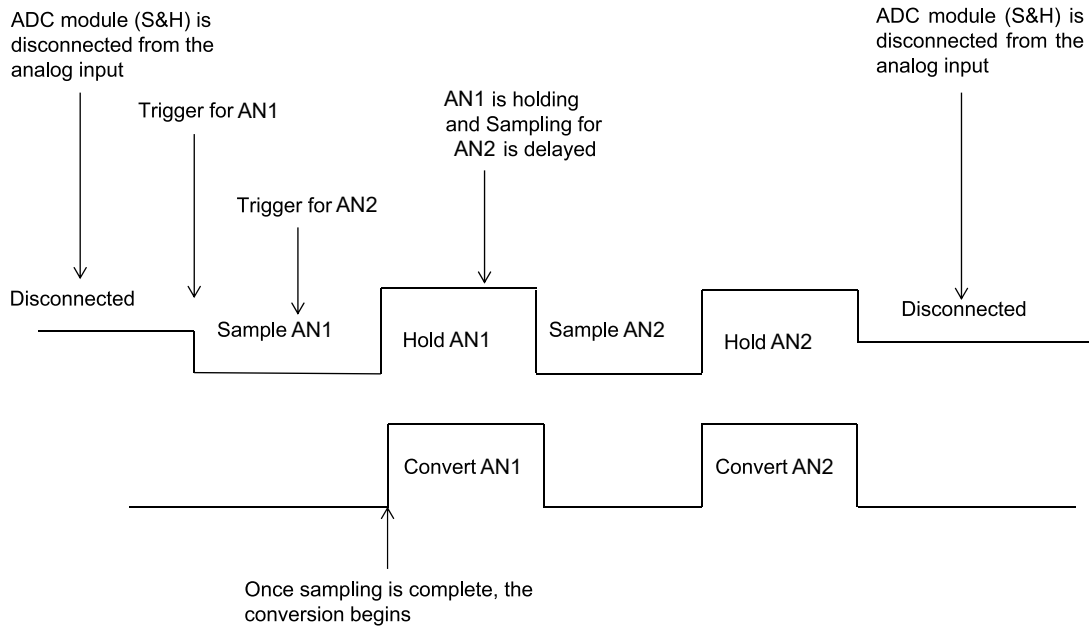 ADC module (S&H) is
disconnected from the
analog input
Trigger for AN1
Trigger for AN2
AN1 is holding
and Sampling for
AN2 is delayed
ADC module (S&H) is
disconnected from the
analog input
Disconnected
Sample AN1
Hold AN1
Sample AN2
Hold AN2
Disconnected
Convert AN1
Convert AN2
Once sampling is complete, the
conversion begins